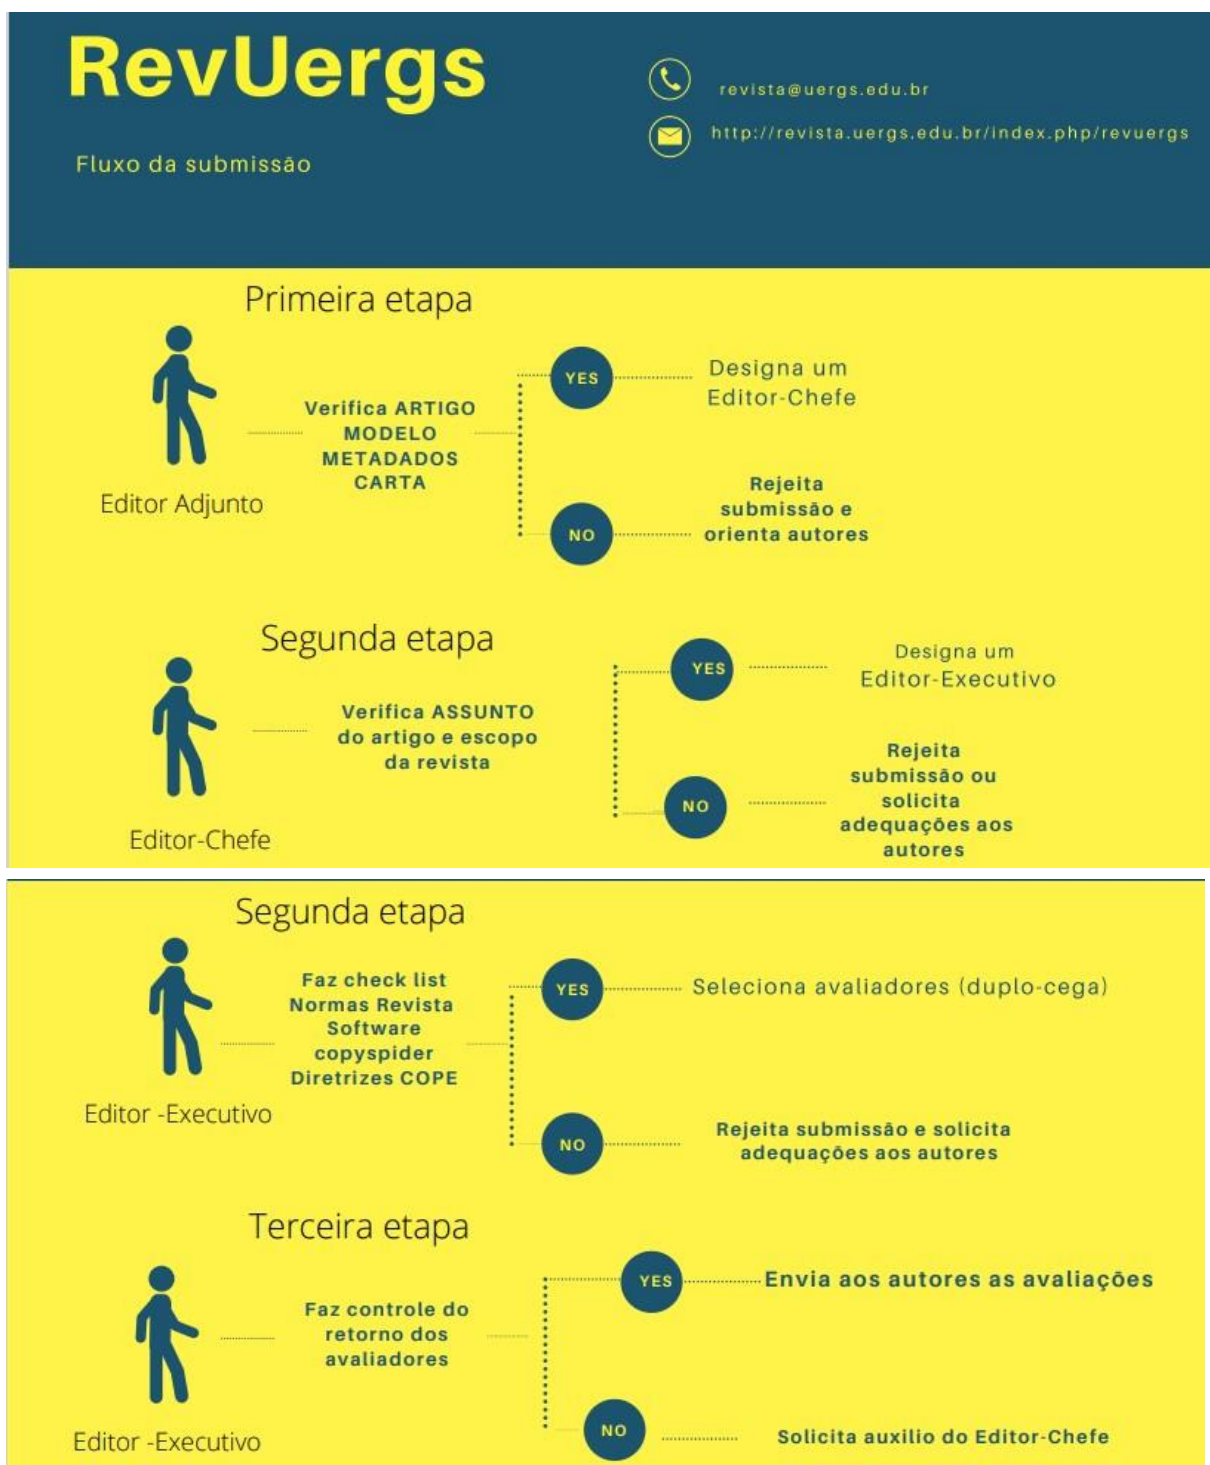 RevUergs
Fluxo da submissão
revista@uergs.edu.br
http://revista.uergs.edu.br/index.php/revuergs
Primeira etapa
Editor Adjunto
Verifica ARTIGO
MODELO
METADADOS
CARTA
YES
Designa um
Editor-Chefe
NO
Rejeita
submissão e
orienta autores
Segunda etapa
Editor-Chefe
Verifica ASSUNTO
do artigo e escopo
da revista
YES
Designa um
Editor-Executivo
NO
Rejeita
submissão ou
solicita
adequações aos
autores
Segunda etapa
Editor -Executivo
Faz check list
Normas Revista
Software
copyspider
Diretrizes COPE
YES
Seleciona avaliadores (duplo-cega)
NO
Rejeita submissão e solicita
adequações aos autores
Terceira etapa
Editor -Executivo
Faz controle do
retorno dos
avaliadores
YES
Envia aos autores as avaliações
NO
Solicita auxilio do Editor-Chefe